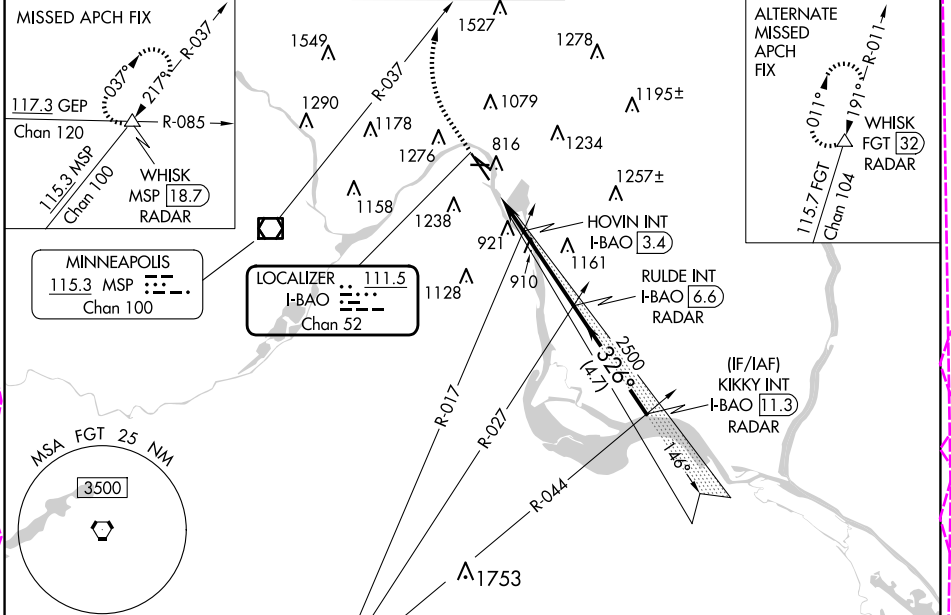 MISSED APCH FIX
037°
217°
R-037
117.3 GEP
Chan 120
R-085
115.3 MSP
Chan 100
WHISK
MSP 18.7
RADAR
MINNEAPOLIS
115.3 MSP
Chan 100
LOCALIZER 111.5
I-BAO
Chan 52
1549
1527
1278
R-037
1290
1178
1079
1195±
1276
816
1234
1158
1238
1257±
921
910
1161
1128
HOVIN INT
I-BAO 3.4
RULDE INT
I-BAO 6.6
RADAR
2500
326°
(4.7)
(IF/IAF)
KIKKY INT
I-BAO 11.3
RADAR
146°
R-017
R-027
R-044
1753
ALTERNATE
MISSED
APCH
FIX
R-011
011°
191°
WHISK
FGT 32
RADAR
115.7 FGT
Chan 104
MSA FGT 25 NM
3500